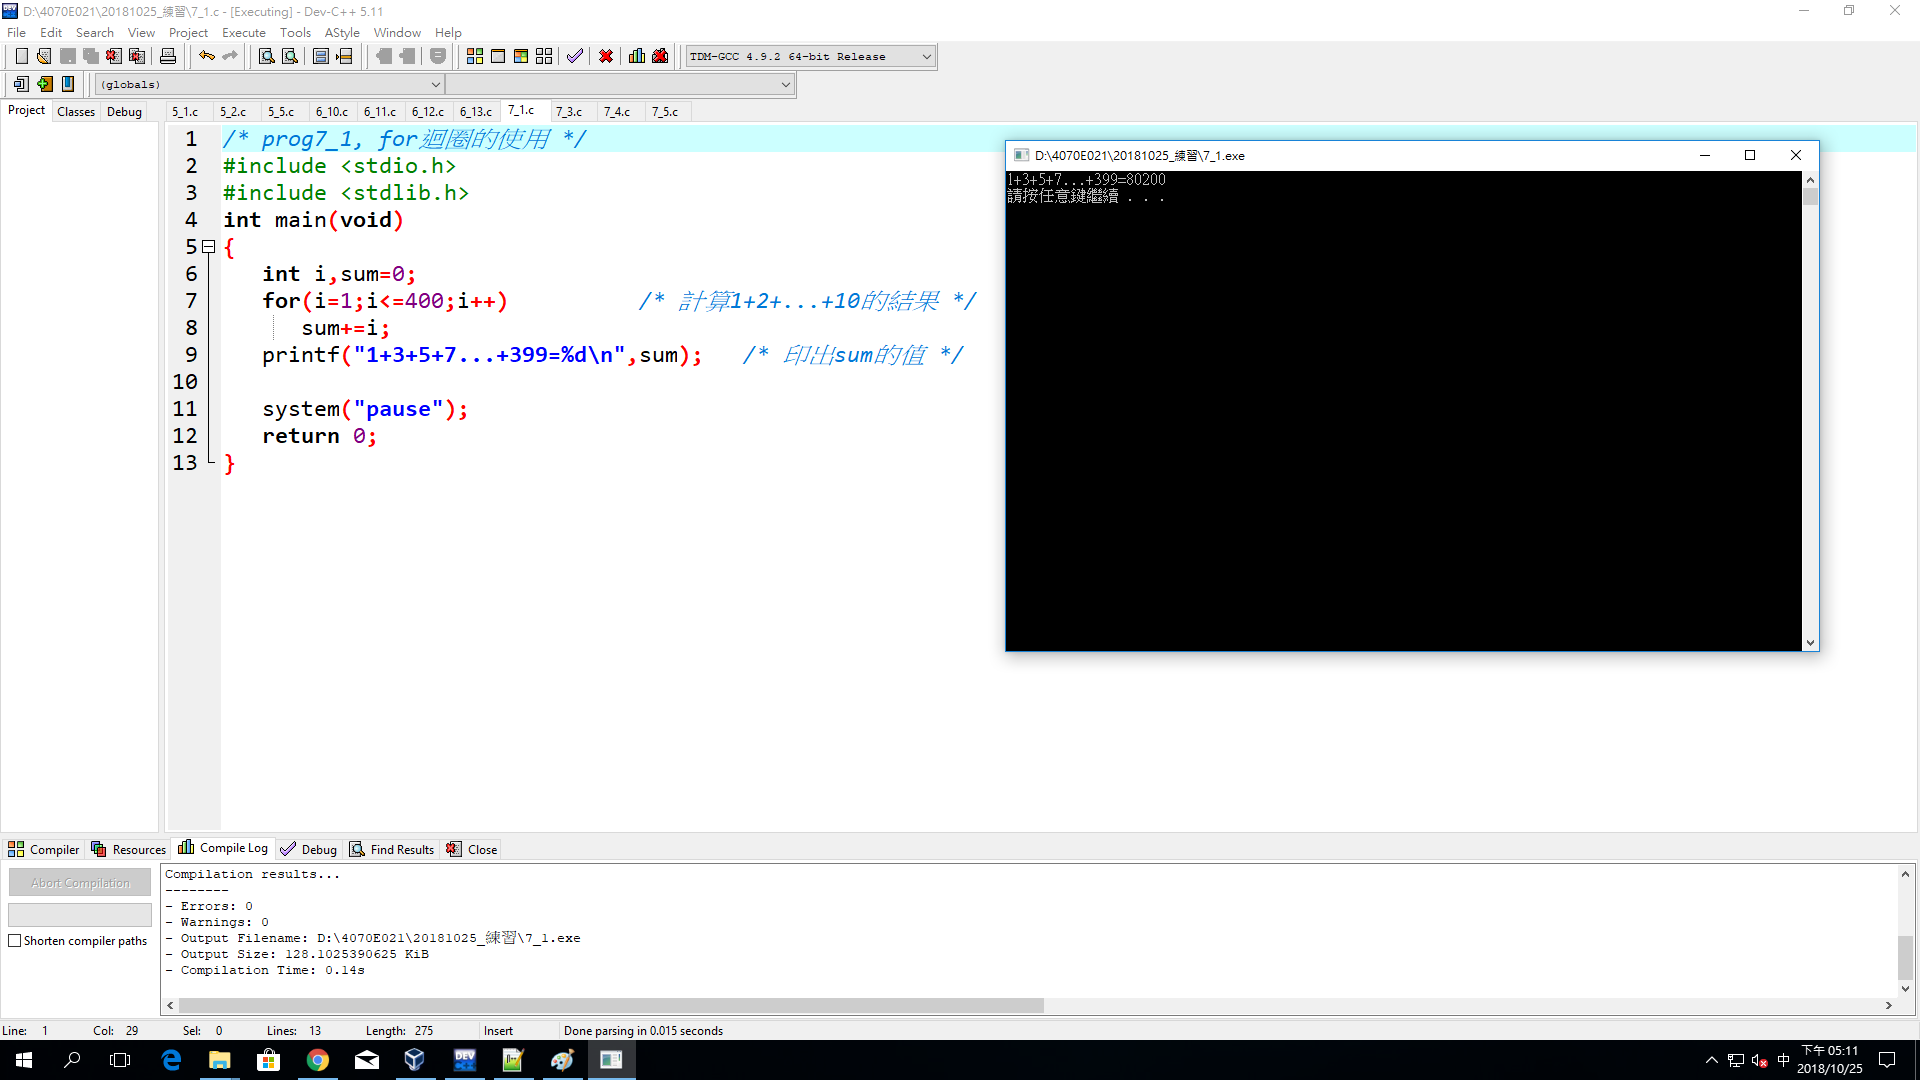 D:\4070E021\20181025_練習\7_1.c - [Executing] - Dev-C++ 5.11
File Edit Search View Project Execute Tools AStyle Window Help
TDM-GCC 4.9.2 64-bit Release
(globals)
Project Classes Debug
5_1.c 5_2.c 5_5.c 6_10.c 6_11.c 6_12.c 6_13.c 7_1.c 7_3.c 7_4.c 7_5.c
1 /* prog7_1, for迴圈的使用 */
2 #include <stdio.h>
3 #include <stdlib.h>
4 int main(void)
5 {
6 int i,sum=0;
7 for(i=1;i<=400;i++) /* 計算1+2+...+10的結果 */
8 sum+=i;
9 printf("1+3+5+7...+399=%d\n",sum); /* 印出sum的值 */
10
11 system("pause");
12 return 0;
13 }
D:\4070E021\20181025_練習\7_1.exe
1+3+5+7...+399=80200
請按任意鍵繼續 . . .
Compiler Resources Compile Log Debug Find Results Close
Abort Compilation
Shorten compiler paths
Compilation results...
--------
- Errors: 0
- Warnings: 0
- Output Filename: D:\4070E021\20181025_練習\7_1.exe
- Output Size: 128.1025390625 KiB
- Compilation Time: 0.14s
Line: 1 Col: 29 Sel: 0 Lines: 13 Length: 275 Insert Done parsing in 0.015 seconds
DEV C++
中
下午 05:11
2018/10/25